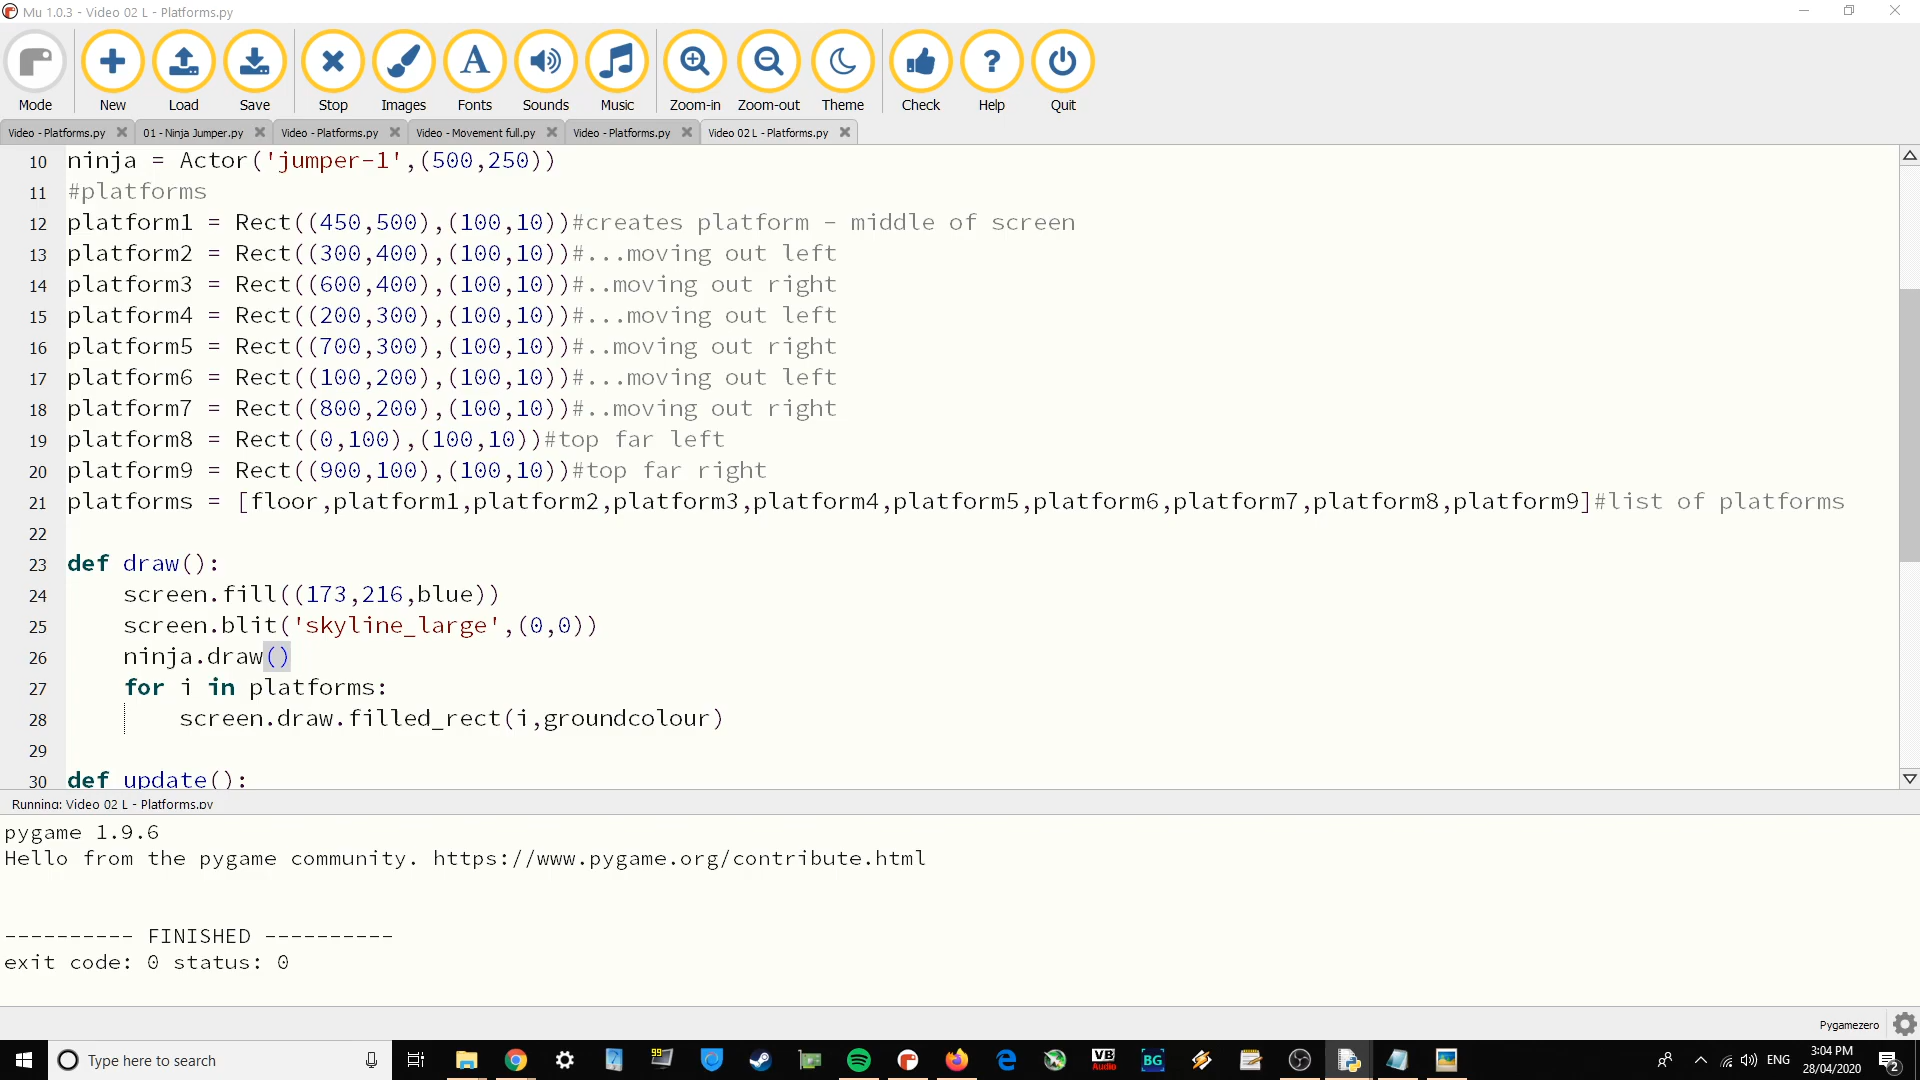 Mu 1.0.3 - Video 02 L - Platforms.py
Mode New Load Save Stop Images Fonts Sounds Music Zoom-in Zoom-out Theme Check Help Quit
Video - Platforms.py 01 - Ninja Jumper.py Video - Platforms.py Video - Movement full.py Video - Platforms.py Video 02 L - Platforms.py
10 ninja = Actor('jumper-1',(500,250))
11 #platforms
12 platform1 = Rect((450,500),(100,10))#creates platform - middle of screen
13 platform2 = Rect((300,400),(100,10))#...moving out left
14 platform3 = Rect((600,400),(100,10))#..moving out right
15 platform4 = Rect((200,300),(100,10))#...moving out left
16 platform5 = Rect((700,300),(100,10))#..moving out right
17 platform6 = Rect((100,200),(100,10))#...moving out left
18 platform7 = Rect((800,200),(100,10))#..moving out right
19 platform8 = Rect((0,100),(100,10))#top far left
20 platform9 = Rect((900,100),(100,10))#top far right
21 platforms = [floor,platform1,platform2,platform3,platform4,platform5,platform6,platform7,platform8,platform9]#list of platforms
22
23 def draw():
24     screen.fill((173,216,blue))
25     screen.blit('skyline_large',(0,0))
26     ninja.draw()
27     for i in platforms:
28         screen.draw.filled_rect(i,groundcolour)
29
30 def update():
Running: Video 02 L - Platforms.py
pygame 1.9.6
Hello from the pygame community. https://www.pygame.org/contribute.html
---------- FINISHED ----------
exit code: 0 status: 0
Pygamezero
Type here to search 99 VB Audio BG ENG 3:04 PM 2
28/04/2020